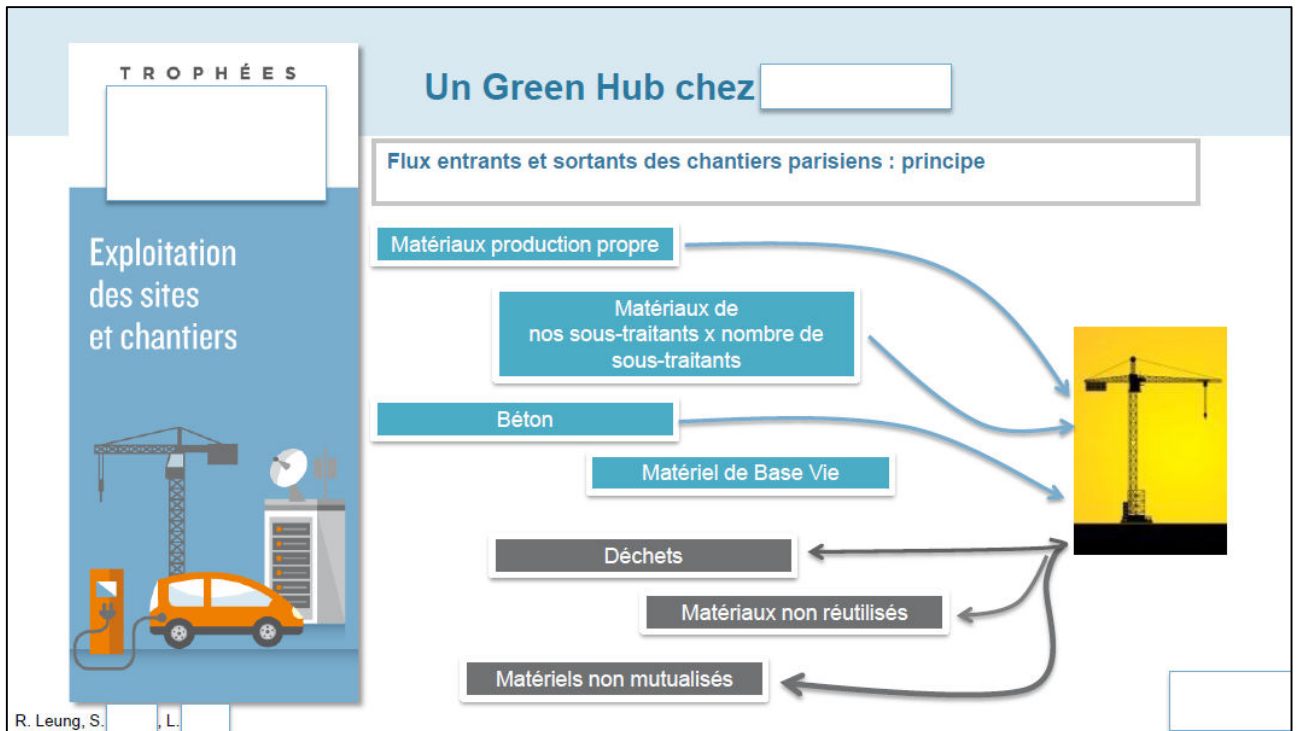 TROPHÉES
Un Green Hub chez
Flux entrants et sortants des chantiers parisiens : principe
Exploitation
des sites
et chantiers
Matériaux production propre
Matériaux de
nos sous-traitants x nombre de
sous-traitants
Béton
Matériel de Base Vie
Déchets
Matériaux non réutilisés
Matériels non mutualisés
R. Leung, S. , L.